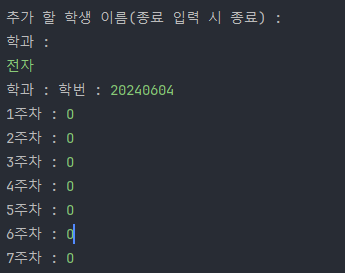 추가 할 학생 이름(종료 입력 시 종료) :
학과 :
전자
학과 : 학번 : 20240604
1주차 : 0
2주차 : 0
3주차 : 0
4주차 : 0
5주차 : 0
6주차 : 0
7주차 : 0